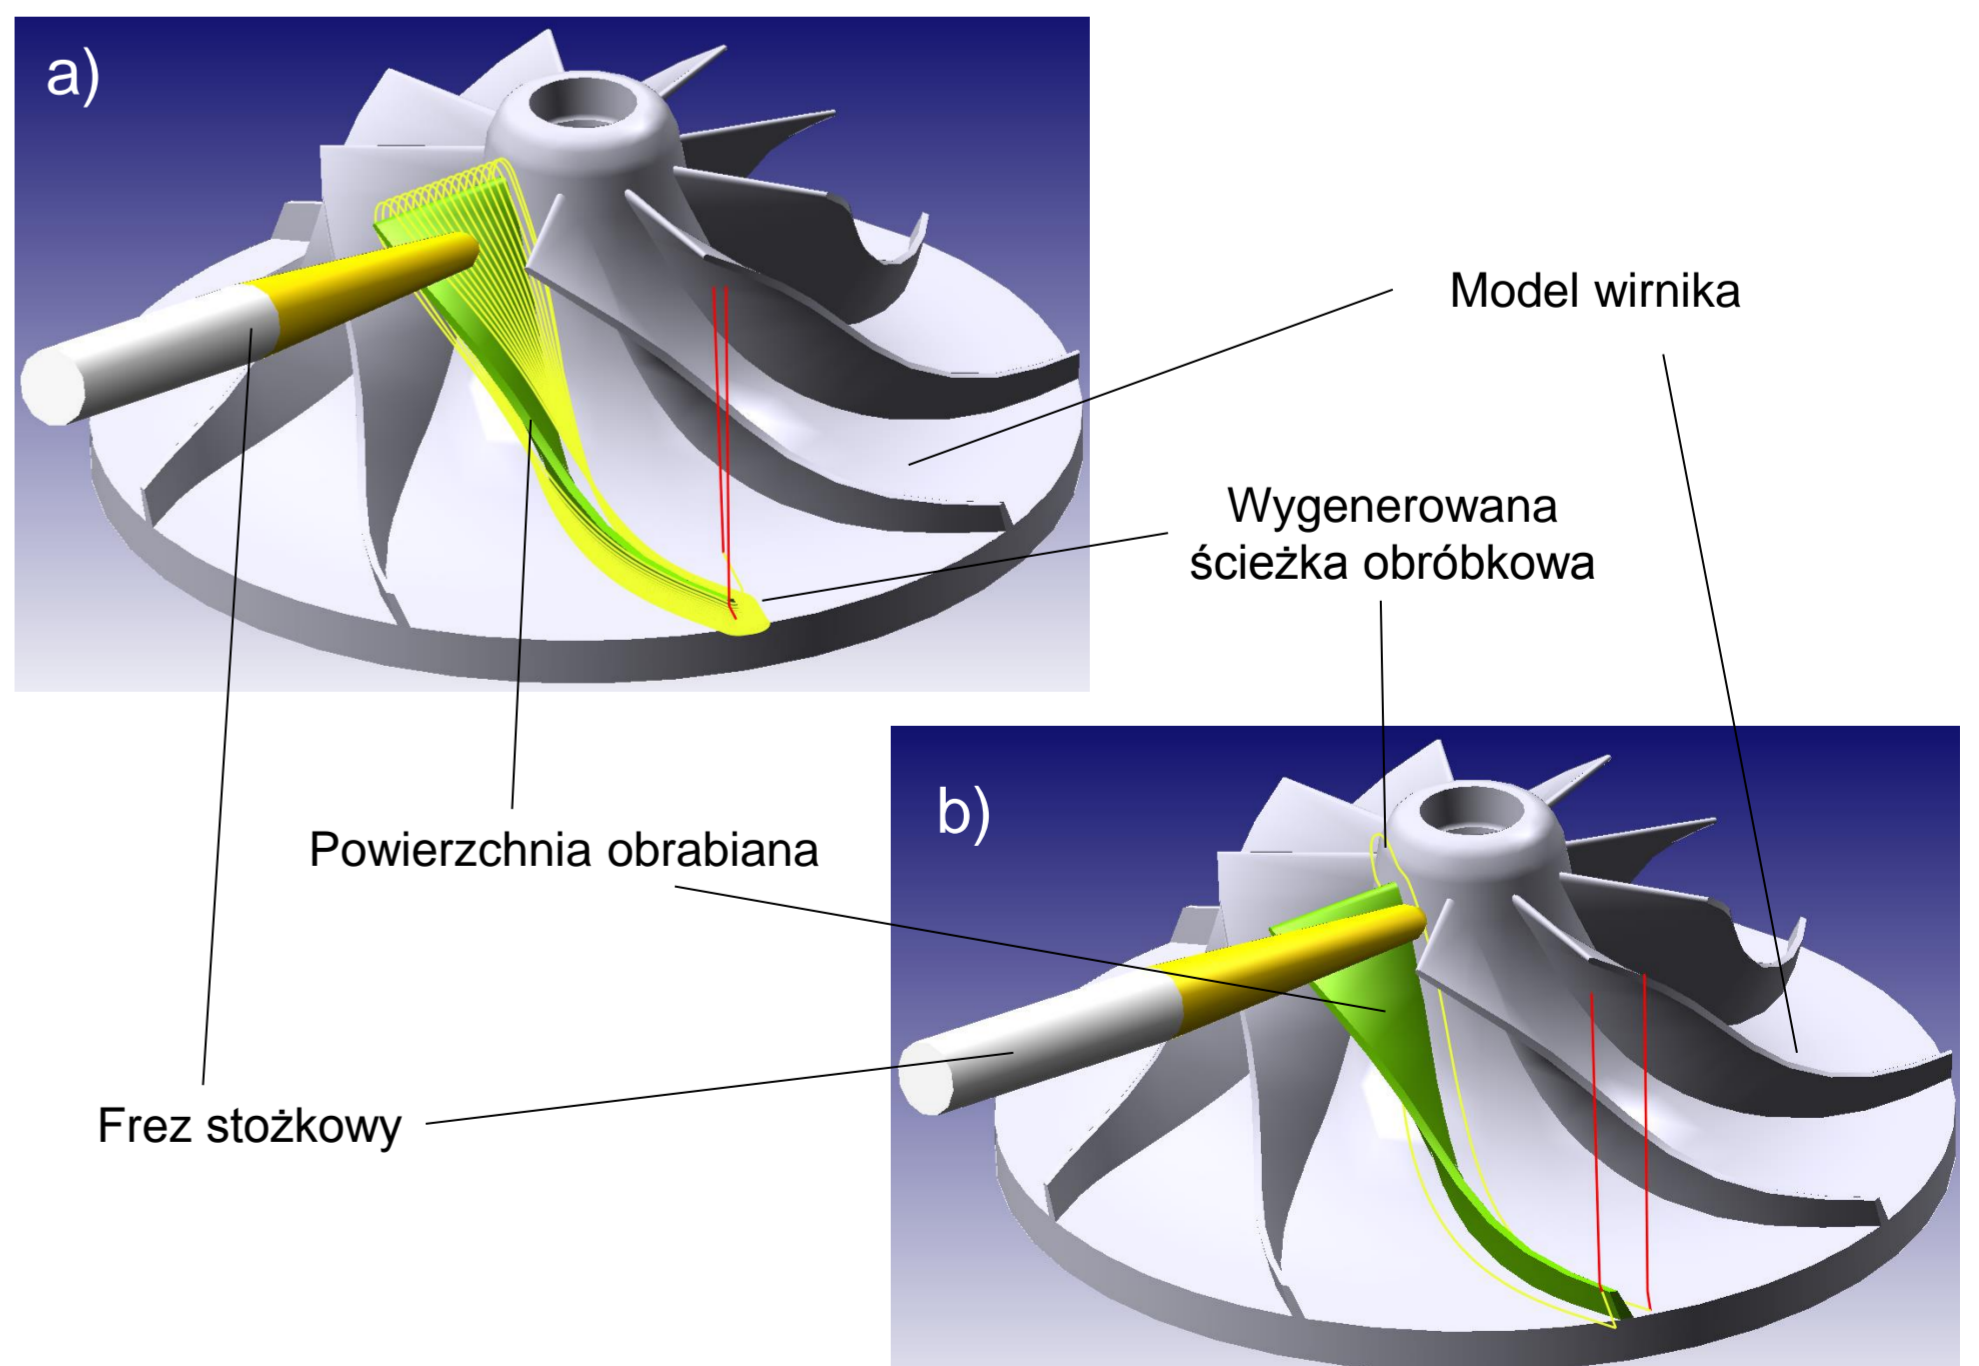 a)
Model wirnika
Wygenerowana
ścieżka obróbkowa
b)
Powierzchnia obrabiana
Frez stożkowy